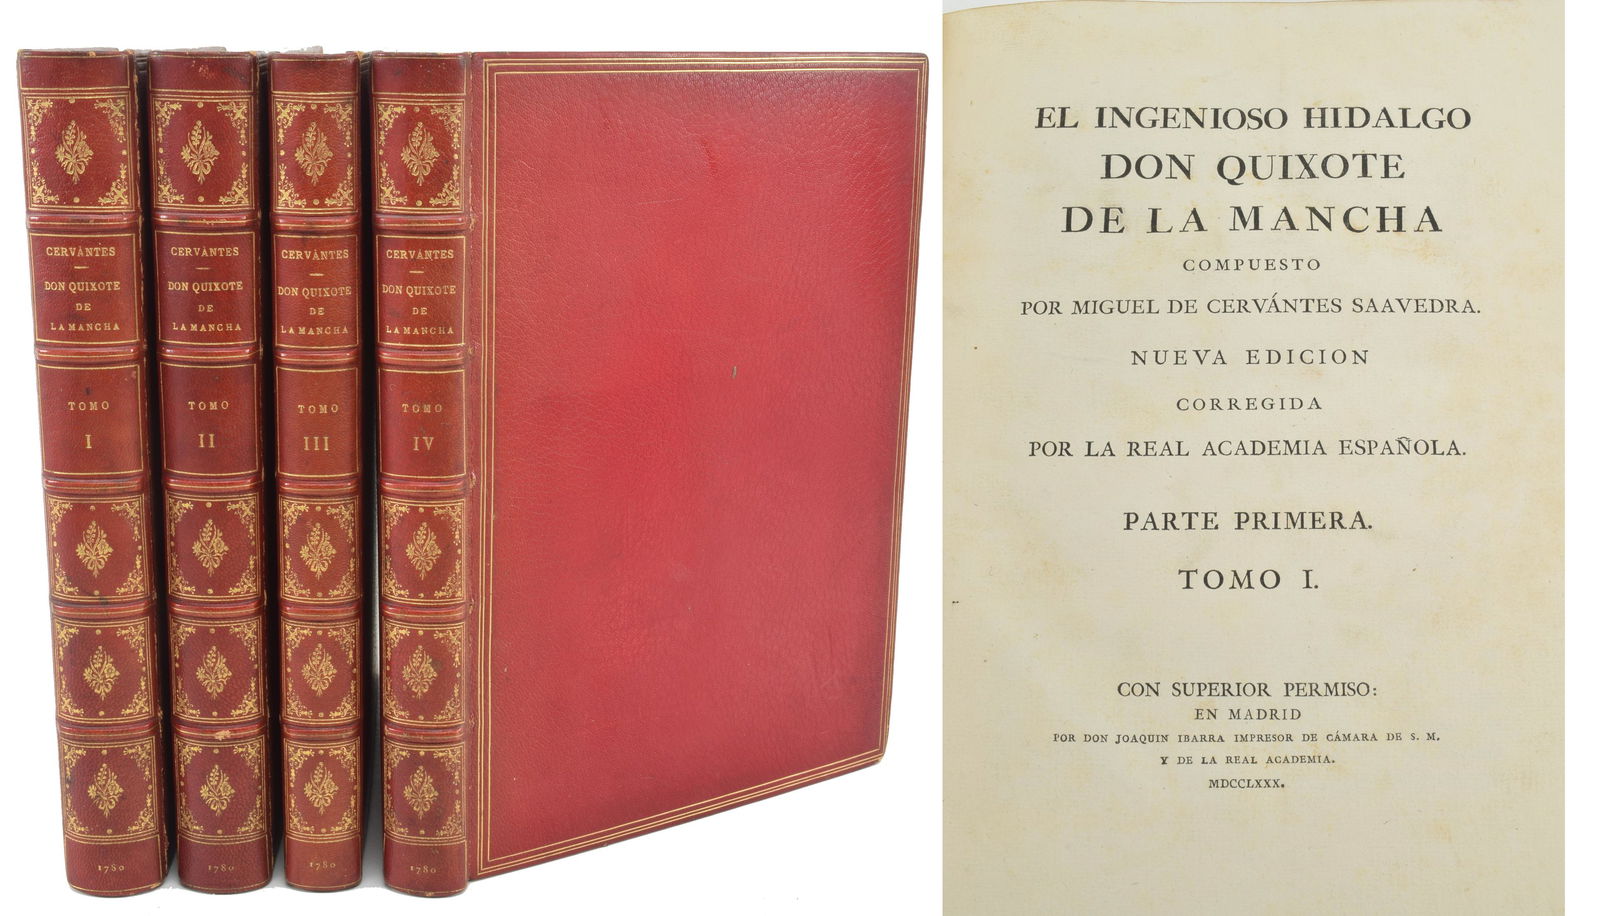 CERVÁNTES
DON QUIXOTE
DE
LA MANCHA
TOMO
I
1780
CERVÁNTES
DON QUIXOTE
DE
LA MANCHA
TOMO
II
1780
CERVÁNTES
DON QUIXOTE
DE
LA MANCHA
TOMO
III
1780
CERVÁNTES
DON QUIXOTE
DE
LA MANCHA
TOMO
IV
1780
EL INGENIOSO HIDALGO
DON QUIXOTE
DE LA MANCHA
COMPUESTO
POR MIGUEL DE CERVÁNTES SAAVEDRA.
NUEVA EDICION
CORREGIDA
POR LA REAL ACADEMIA ESPAÑOLA.
PARTE PRIMERA.
TOMO I.
CON SUPERIOR PERMISO:
EN MADRID
POR DON JOAQUIN IBARRA IMPRESOR DE CÁMARA DE S. M.
Y DE LA REAL ACADEMIA.
MDCCLXXX.